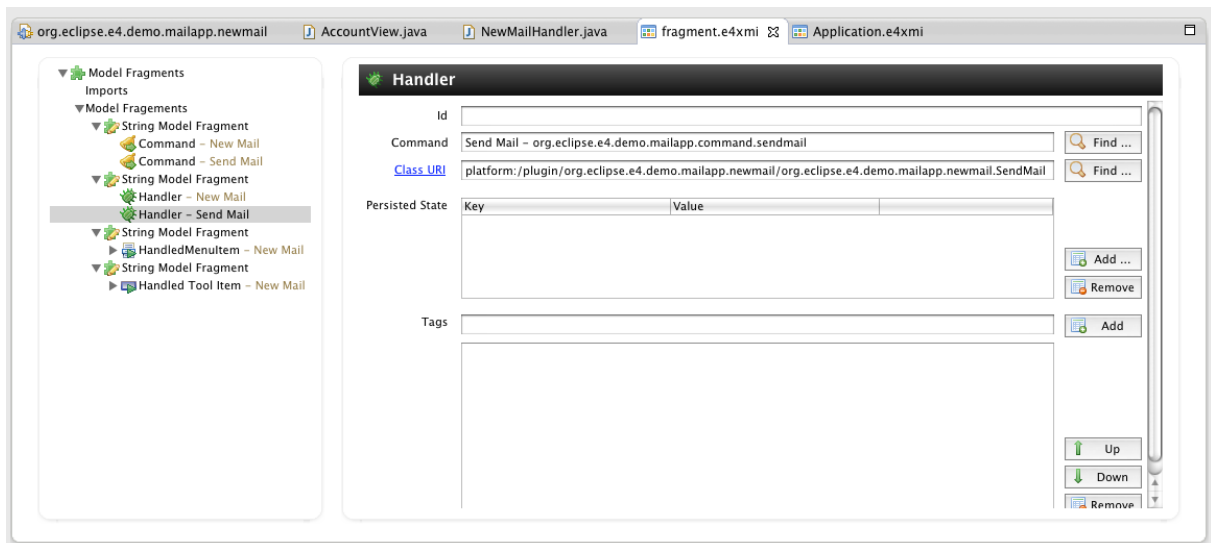 org.eclipse.e4.demo.mailapp.newmail AccountView.java NewMailHandler.java fragment.e4xmi Application.e4xmi
Model Fragments
Imports
Model Fragements
String Model Fragment
Command – New Mail
Command – Send Mail
String Model Fragment
Handler – New Mail
Handler – Send Mail
String Model Fragment
HandledMenuItem – New Mail
String Model Fragment
Handled Tool Item – New Mail
Handler
Id
Command Send Mail – org.eclipse.e4.demo.mailapp.command.sendmail Find ...
Class URI platform:/plugin/org.eclipse.e4.demo.mailapp.newmail/org.eclipse.e4.demo.mailapp.newmail.SendMail Find ...
Persisted State Key Value
Add ...
Remove
Tags Add
Up
Down
Remove